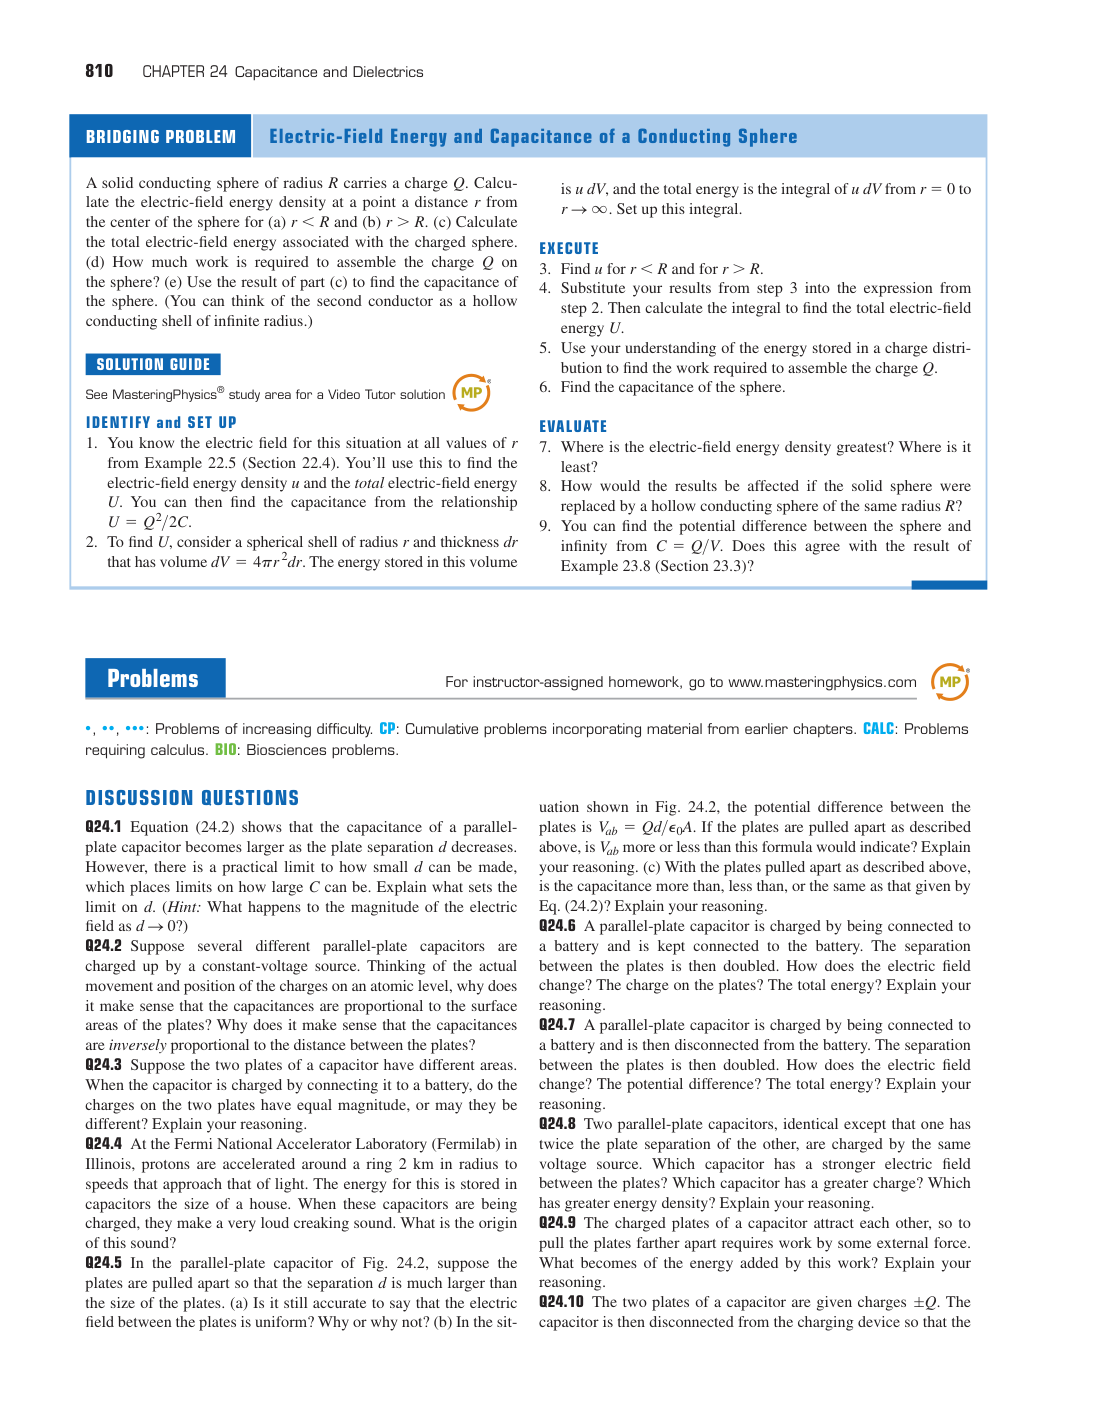 810 CHAPTER 24 Capacitance and Dielectrics
BRIDGING PROBLEM Electric-Field Energy and Capacitance of a Conducting Sphere
A solid conducting sphere of radius R carries a charge Q. Calcu-
late the electric-field energy density at a point a distance r from
the center of the sphere for (a) r < R and (b) r > R. (c) Calculate
the total electric-field energy associated with the charged sphere.
(d) How much work is required to assemble the charge Q on
the sphere? (e) Use the result of part (c) to find the capacitance of
the sphere. (You can think of the second conductor as a hollow
conducting shell of infinite radius.)
SOLUTION GUIDE
See MasteringPhysics® study area for a Video Tutor solution MP®
IDENTIFY and SET UP
1. You know the electric field for this situation at all values of r
from Example 22.5 (Section 22.4). You'll use this to find the
electric-field energy density u and the total electric-field energy
U. You can then find the capacitance from the relationship
U = Q²/2C.
2. To find U, consider a spherical shell of radius r and thickness dr
that has volume dV = 4πr²dr. The energy stored in this volume
is u dV, and the total energy is the integral of u dV from r = 0 to
r → ∞. Set up this integral.
EXECUTE
3. Find u for r < R and for r > R.
4. Substitute your results from step 3 into the expression from
step 2. Then calculate the integral to find the total electric-field
energy U.
5. Use your understanding of the energy stored in a charge distri-
bution to find the work required to assemble the charge Q.
6. Find the capacitance of the sphere.
EVALUATE
7. Where is the electric-field energy density greatest? Where is it
least?
8. How would the results be affected if the solid sphere were
replaced by a hollow conducting sphere of the same radius R?
9. You can find the potential difference between the sphere and
infinity from C = Q/V. Does this agree with the result of
Example 23.8 (Section 23.3)?
Problems For instructor-assigned homework, go to www.masteringphysics.com MP®
•, ••, •••: Problems of increasing difficulty. CP: Cumulative problems incorporating material from earlier chapters. CALC: Problems
requiring calculus. BIO: Biosciences problems.
DISCUSSION QUESTIONS
Q24.1 Equation (24.2) shows that the capacitance of a parallel-
plate capacitor becomes larger as the plate separation d decreases.
However, there is a practical limit to how small d can be made,
which places limits on how large C can be. Explain what sets the
limit on d. (Hint: What happens to the magnitude of the electric
field as d → 0?)
Q24.2 Suppose several different parallel-plate capacitors are
charged up by a constant-voltage source. Thinking of the actual
movement and position of the charges on an atomic level, why does
it make sense that the capacitances are proportional to the surface
areas of the plates? Why does it make sense that the capacitances
are inversely proportional to the distance between the plates?
Q24.3 Suppose the two plates of a capacitor have different areas.
When the capacitor is charged by connecting it to a battery, do the
charges on the two plates have equal magnitude, or may they be
different? Explain your reasoning.
Q24.4 At the Fermi National Accelerator Laboratory (Fermilab) in
Illinois, protons are accelerated around a ring 2 km in radius to
speeds that approach that of light. The energy for this is stored in
capacitors the size of a house. When these capacitors are being
charged, they make a very loud creaking sound. What is the origin
of this sound?
Q24.5 In the parallel-plate capacitor of Fig. 24.2, suppose the
plates are pulled apart so that the separation d is much larger than
the size of the plates. (a) Is it still accurate to say that the electric
field between the plates is uniform? Why or why not? (b) In the sit-
uation shown in Fig. 24.2, the potential difference between the
plates is Vab = Qd/ϵ0A. If the plates are pulled apart as described
above, is Vab more or less than this formula would indicate? Explain
your reasoning. (c) With the plates pulled apart as described above,
is the capacitance more than, less than, or the same as that given by
Eq. (24.2)? Explain your reasoning.
Q24.6 A parallel-plate capacitor is charged by being connected to
a battery and is kept connected to the battery. The separation
between the plates is then doubled. How does the electric field
change? The charge on the plates? The total energy? Explain your
reasoning.
Q24.7 A parallel-plate capacitor is charged by being connected to
a battery and is then disconnected from the battery. The separation
between the plates is then doubled. How does the electric field
change? The potential difference? The total energy? Explain your
reasoning.
Q24.8 Two parallel-plate capacitors, identical except that one has
twice the plate separation of the other, are charged by the same
voltage source. Which capacitor has a stronger electric field
between the plates? Which capacitor has a greater charge? Which
has greater energy density? Explain your reasoning.
Q24.9 The charged plates of a capacitor attract each other, so to
pull the plates farther apart requires work by some external force.
What becomes of the energy added by this work? Explain your
reasoning.
Q24.10 The two plates of a capacitor are given charges ±Q. The
capacitor is then disconnected from the charging device so that the